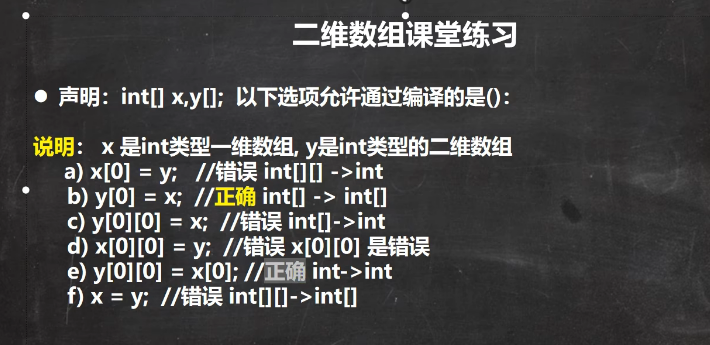 二维数组课堂练习
● 声明：int[] x,y[]; 以下选项允许通过编译的是()：
说明： x 是int类型一维数组, y是int类型的二维数组
a) x[0] = y; //错误 int[][] ->int
b) y[0] = x; //正确 int[] -> int[]
c) y[0][0] = x; //错误 int[]->int
d) x[0][0] = y; //错误 x[0][0] 是错误
e) y[0][0] = x[0]; //正确 int->int
f) x = y; //错误 int[][]->int[]